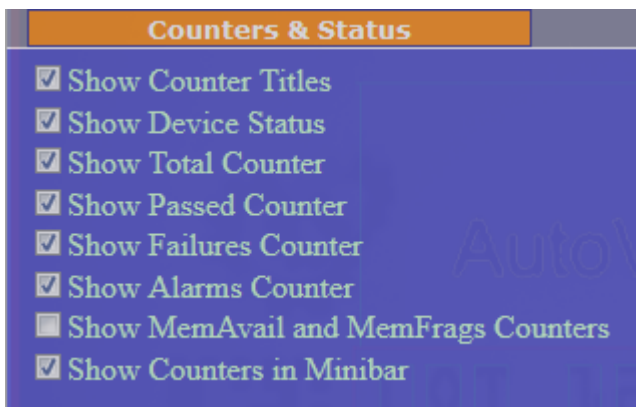 Counters & Status
Show Counter Titles
Show Device Status
Show Total Counter
Show Passed Counter
Show Failures Counter
AutoV
Show Alarms Counter
Show MemAvail and MemFrags Counters
Show Counters in Minibar